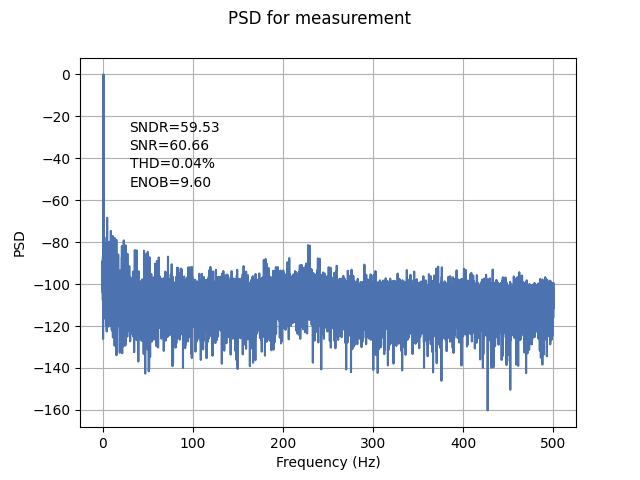 PSD for measurement
0
−20
−40
−60
−80
−100
−120
−140
−160
PSD
SNDR=59.53
SNR=60.66
THD=0.04%
ENOB=9.60
0 100 200 300 400 500
Frequency (Hz)